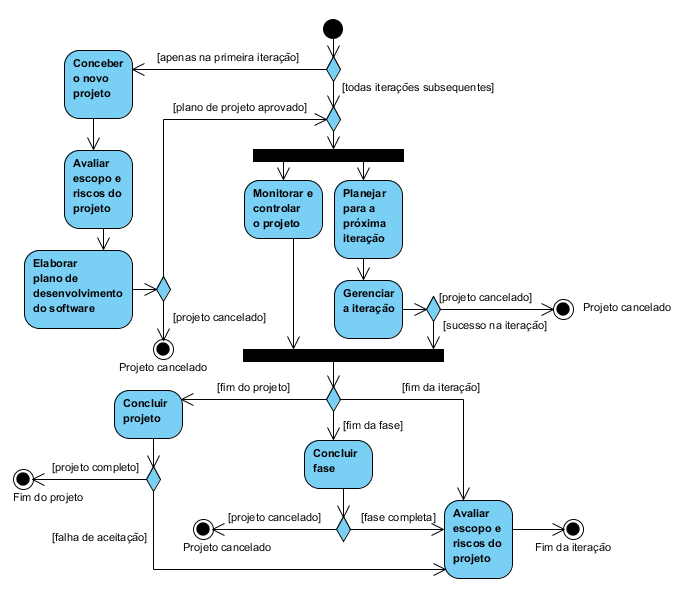 [apenas na primeira iteração]
Conceber
o novo
projeto
[todas iterações subsequentes]
[plano de projeto aprovado]
Avaliar
escopo e
riscos do
projeto
Monitorar e
controlar
o projeto
Planejar
para a
próxima
iteração
Elaborar
plano de
desenvolvimento
do software
Gerenciar
a iteração
[projeto cancelado]
Projeto cancelado
[projeto cancelado]
[sucesso na iteração]
Projeto cancelado
[fim do projeto]
[fim da iteração]
Concluir
projeto
[fim da fase]
Concluir
fase
[projeto completo]
Fim do projeto
[projeto cancelado]
[fase completa]
Avaliar
escopo e
riscos do
projeto
[falha de aceitação]
Projeto cancelado
Fim da iteração